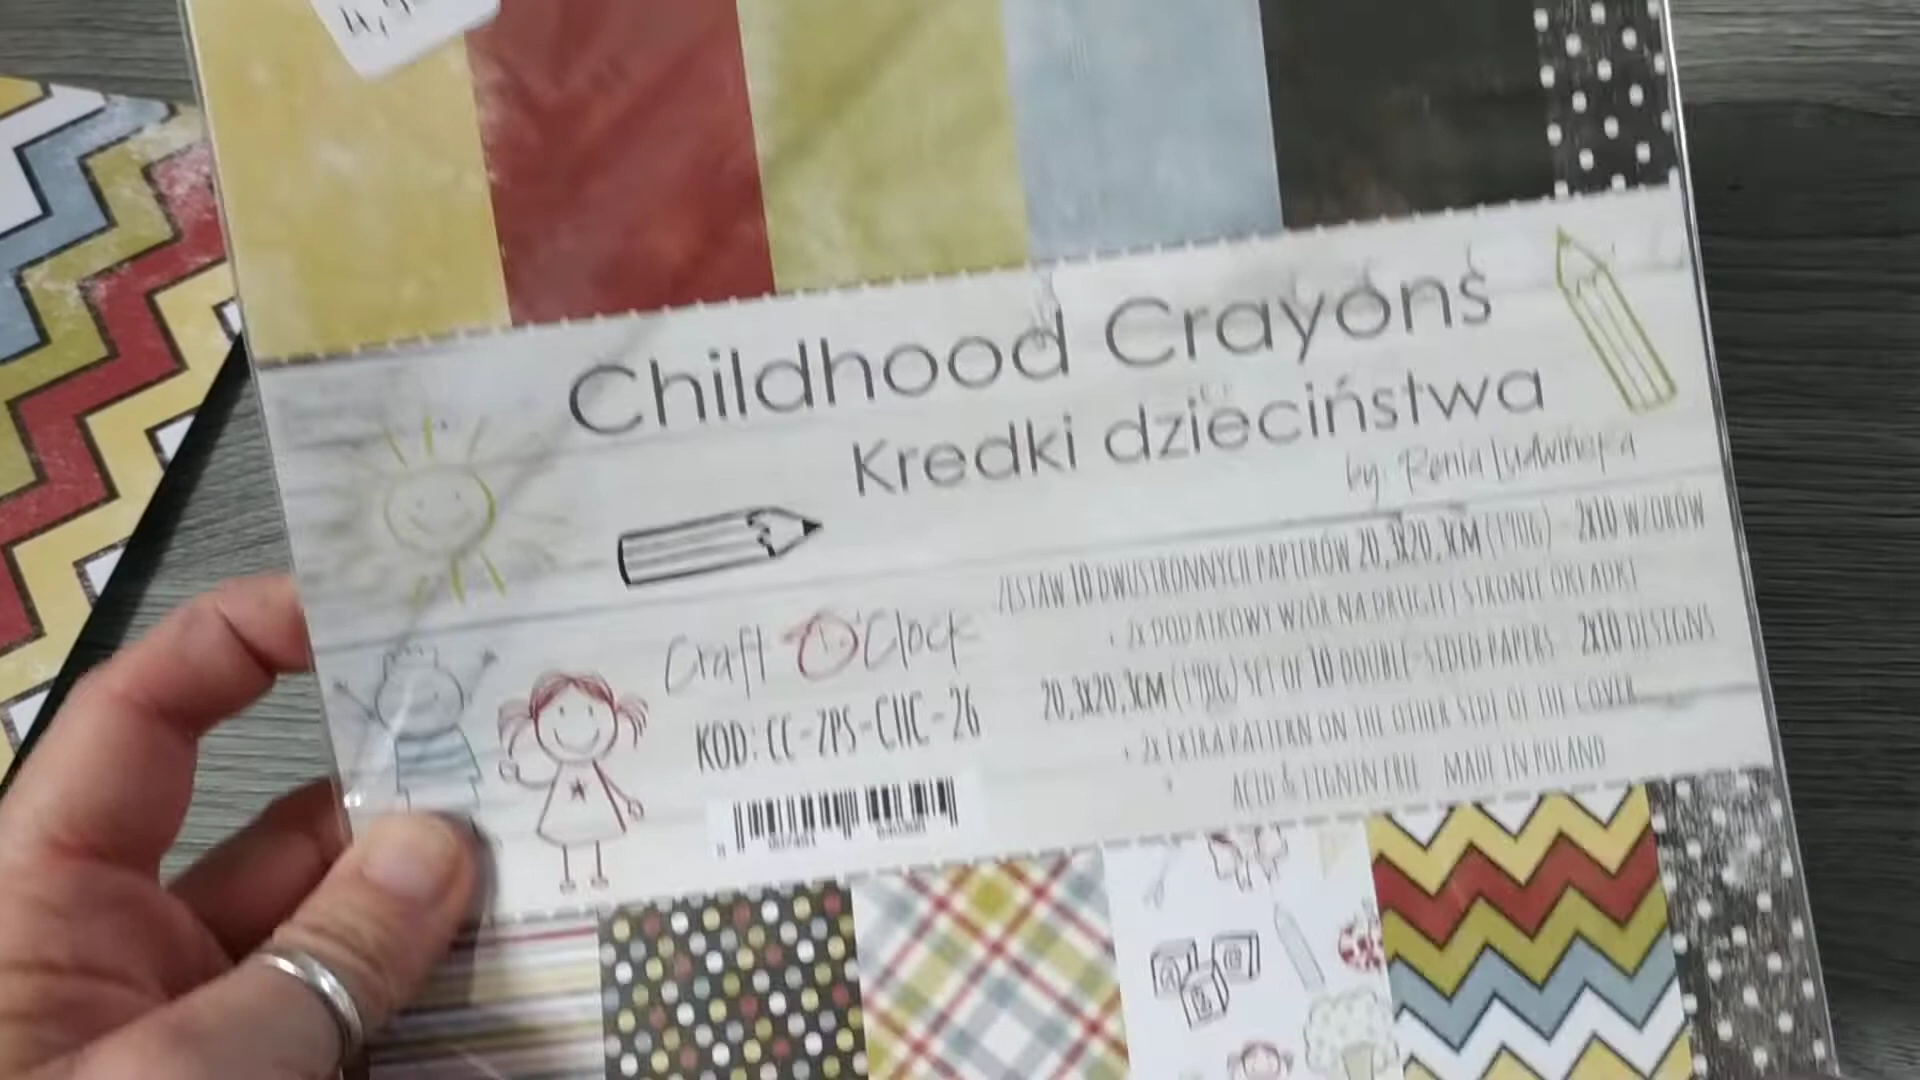 Childhood Crayons
Kredki dzieciństwa
by: Renia Ludwińska
ZESTAW 10 DWUSTRONNYCH PAPIERÓW 20,3X20,3CM (190G) 2X10 WZORÓW
+ 2X DODATKOWY WZÓR NA DRUGIEJ STRONIE OKŁADKI
20,3X20,3CM (190G) SET OF 10 DOUBLE-SIDED PAPERS 2X10 DESIGNS
+ 2X EXTRA PATTERN ON THE OTHER SIDE OF THE COVER
ACID & LIGNIN FREE MADE IN POLAND
Craft O'Clock
KOD: CC-ZPS-CHC-26